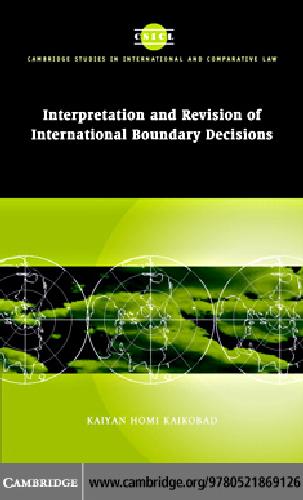 CSICL
CAMBRIDGE STUDIES IN INTERNATIONAL AND COMPARATIVE LAW
Interpretation and Revision of
International Boundary Decisions
KAIYAN HOMI KAIKOBAD
CAMBRIDGE www.cambridge.org/9780521869126